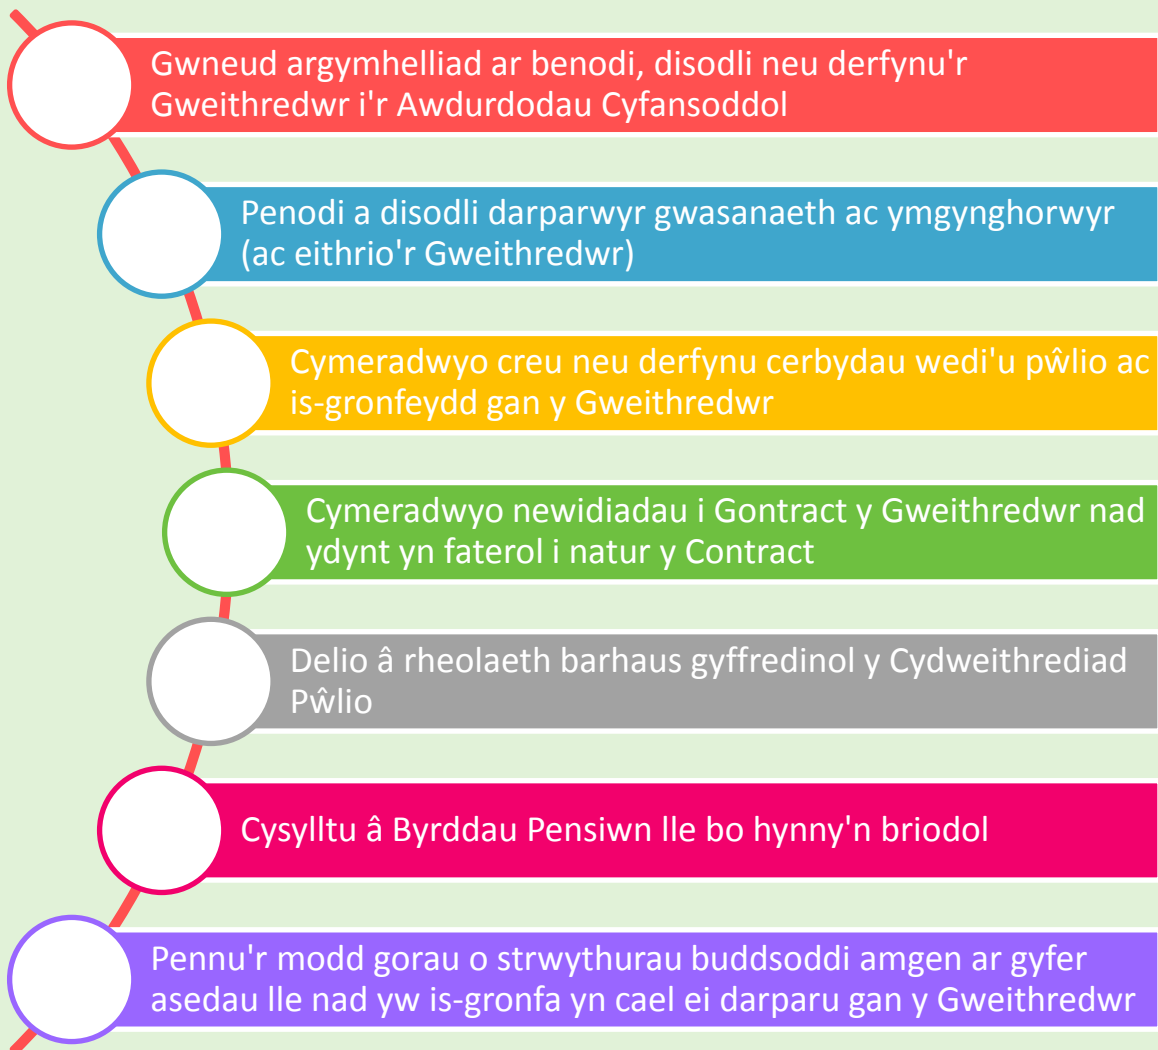 Gwneud argymhelliad ar benodi, disodli neu derfynu'r
Gweithredwr i'r Awdurdodau Cyfansoddol
Penodi a disodli darparwyr gwasanaeth ac ymgynghorwyr
(ac eithrio'r Gweithredwr)
Cymeradwyo creu neu derfynu cerbydau wedi'u pŵlio ac
is-gronfeydd gan y Gweithredwr
Cymeradwyo newidiadau i Gontract y Gweithredwr nad
ydynt yn faterol i natur y Contract
Delio â rheolaeth barhaus gyffredinol y Cydweithrediad
Pŵlio
Cysylltu â Byrddau Pensiwn lle bo hynny'n briodol
Pennu'r modd gorau o strwythurau buddsoddi amgen ar gyfer
asedau lle nad yw is-gronfa yn cael ei darparu gan y Gweithredwr